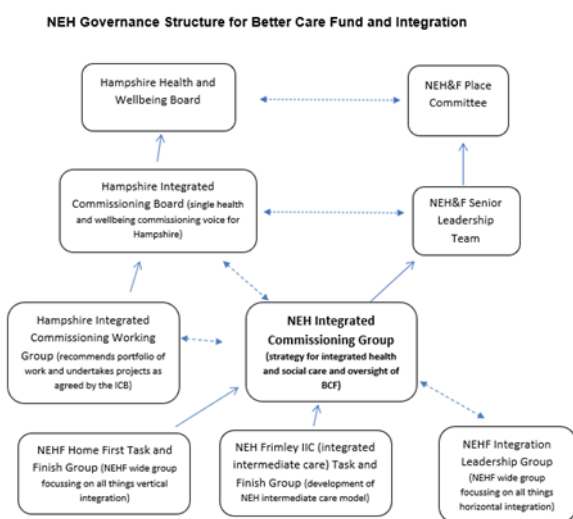 NEH Governance Structure for Better Care Fund and Integration
Hampshire Health and
Wellbeing Board
NEH&F Place
Committee
Hampshire Integrated
Commissioning Board (single health
and wellbeing commissioning voice for
Hampshire)
NEH&F Senior
Leadership
Team
Hampshire Integrated
Commissioning Working
Group (recommends portfolio of
work and undertakes projects as
agreed by the ICB)
NEH Integrated
Commissioning Group
(strategy for integrated health
and social care and oversight of
BCF)
NEHF Home First Task and
Finish Group (NEHF wide group
focussing on all things vertical
integration)
NEH Frimley IIC (integrated
intermediate care) Task and
Finish Group (development of
NEH intermediate care model)
NEHF Integration
Leadership Group
(NEHF wide group
focussing on all things
horizontal integration)